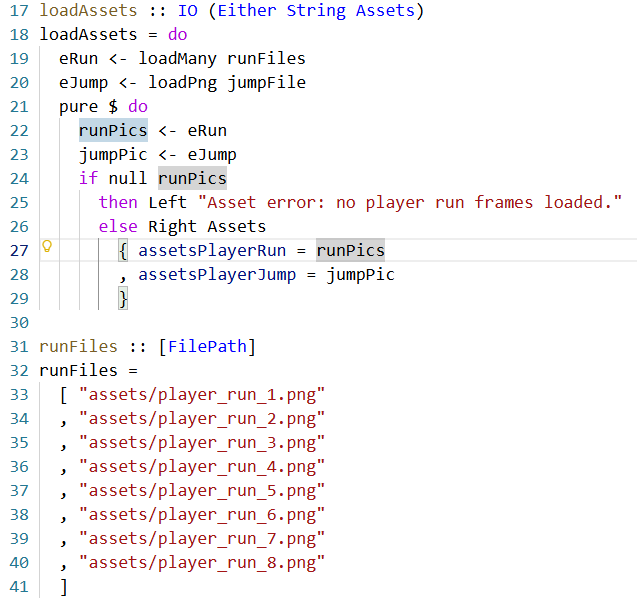 17 loadAssets :: IO (Either String Assets)
18 loadAssets = do
19   eRun <- loadMany runFiles
20   eJump <- loadPng jumpFile
21   pure $ do
22     runPics <- eRun
23     jumpPic <- eJump
24     if null runPics
25       then Left "Asset error: no player run frames loaded."
26       else Right Assets
27         { assetsPlayerRun = runPics
28         , assetsPlayerJump = jumpPic
29         }
30
31 runFiles :: [FilePath]
32 runFiles =
33   [ "assets/player_run_1.png"
34   , "assets/player_run_2.png"
35   , "assets/player_run_3.png"
36   , "assets/player_run_4.png"
37   , "assets/player_run_5.png"
38   , "assets/player_run_6.png"
39   , "assets/player_run_7.png"
40   , "assets/player_run_8.png"
41   ]